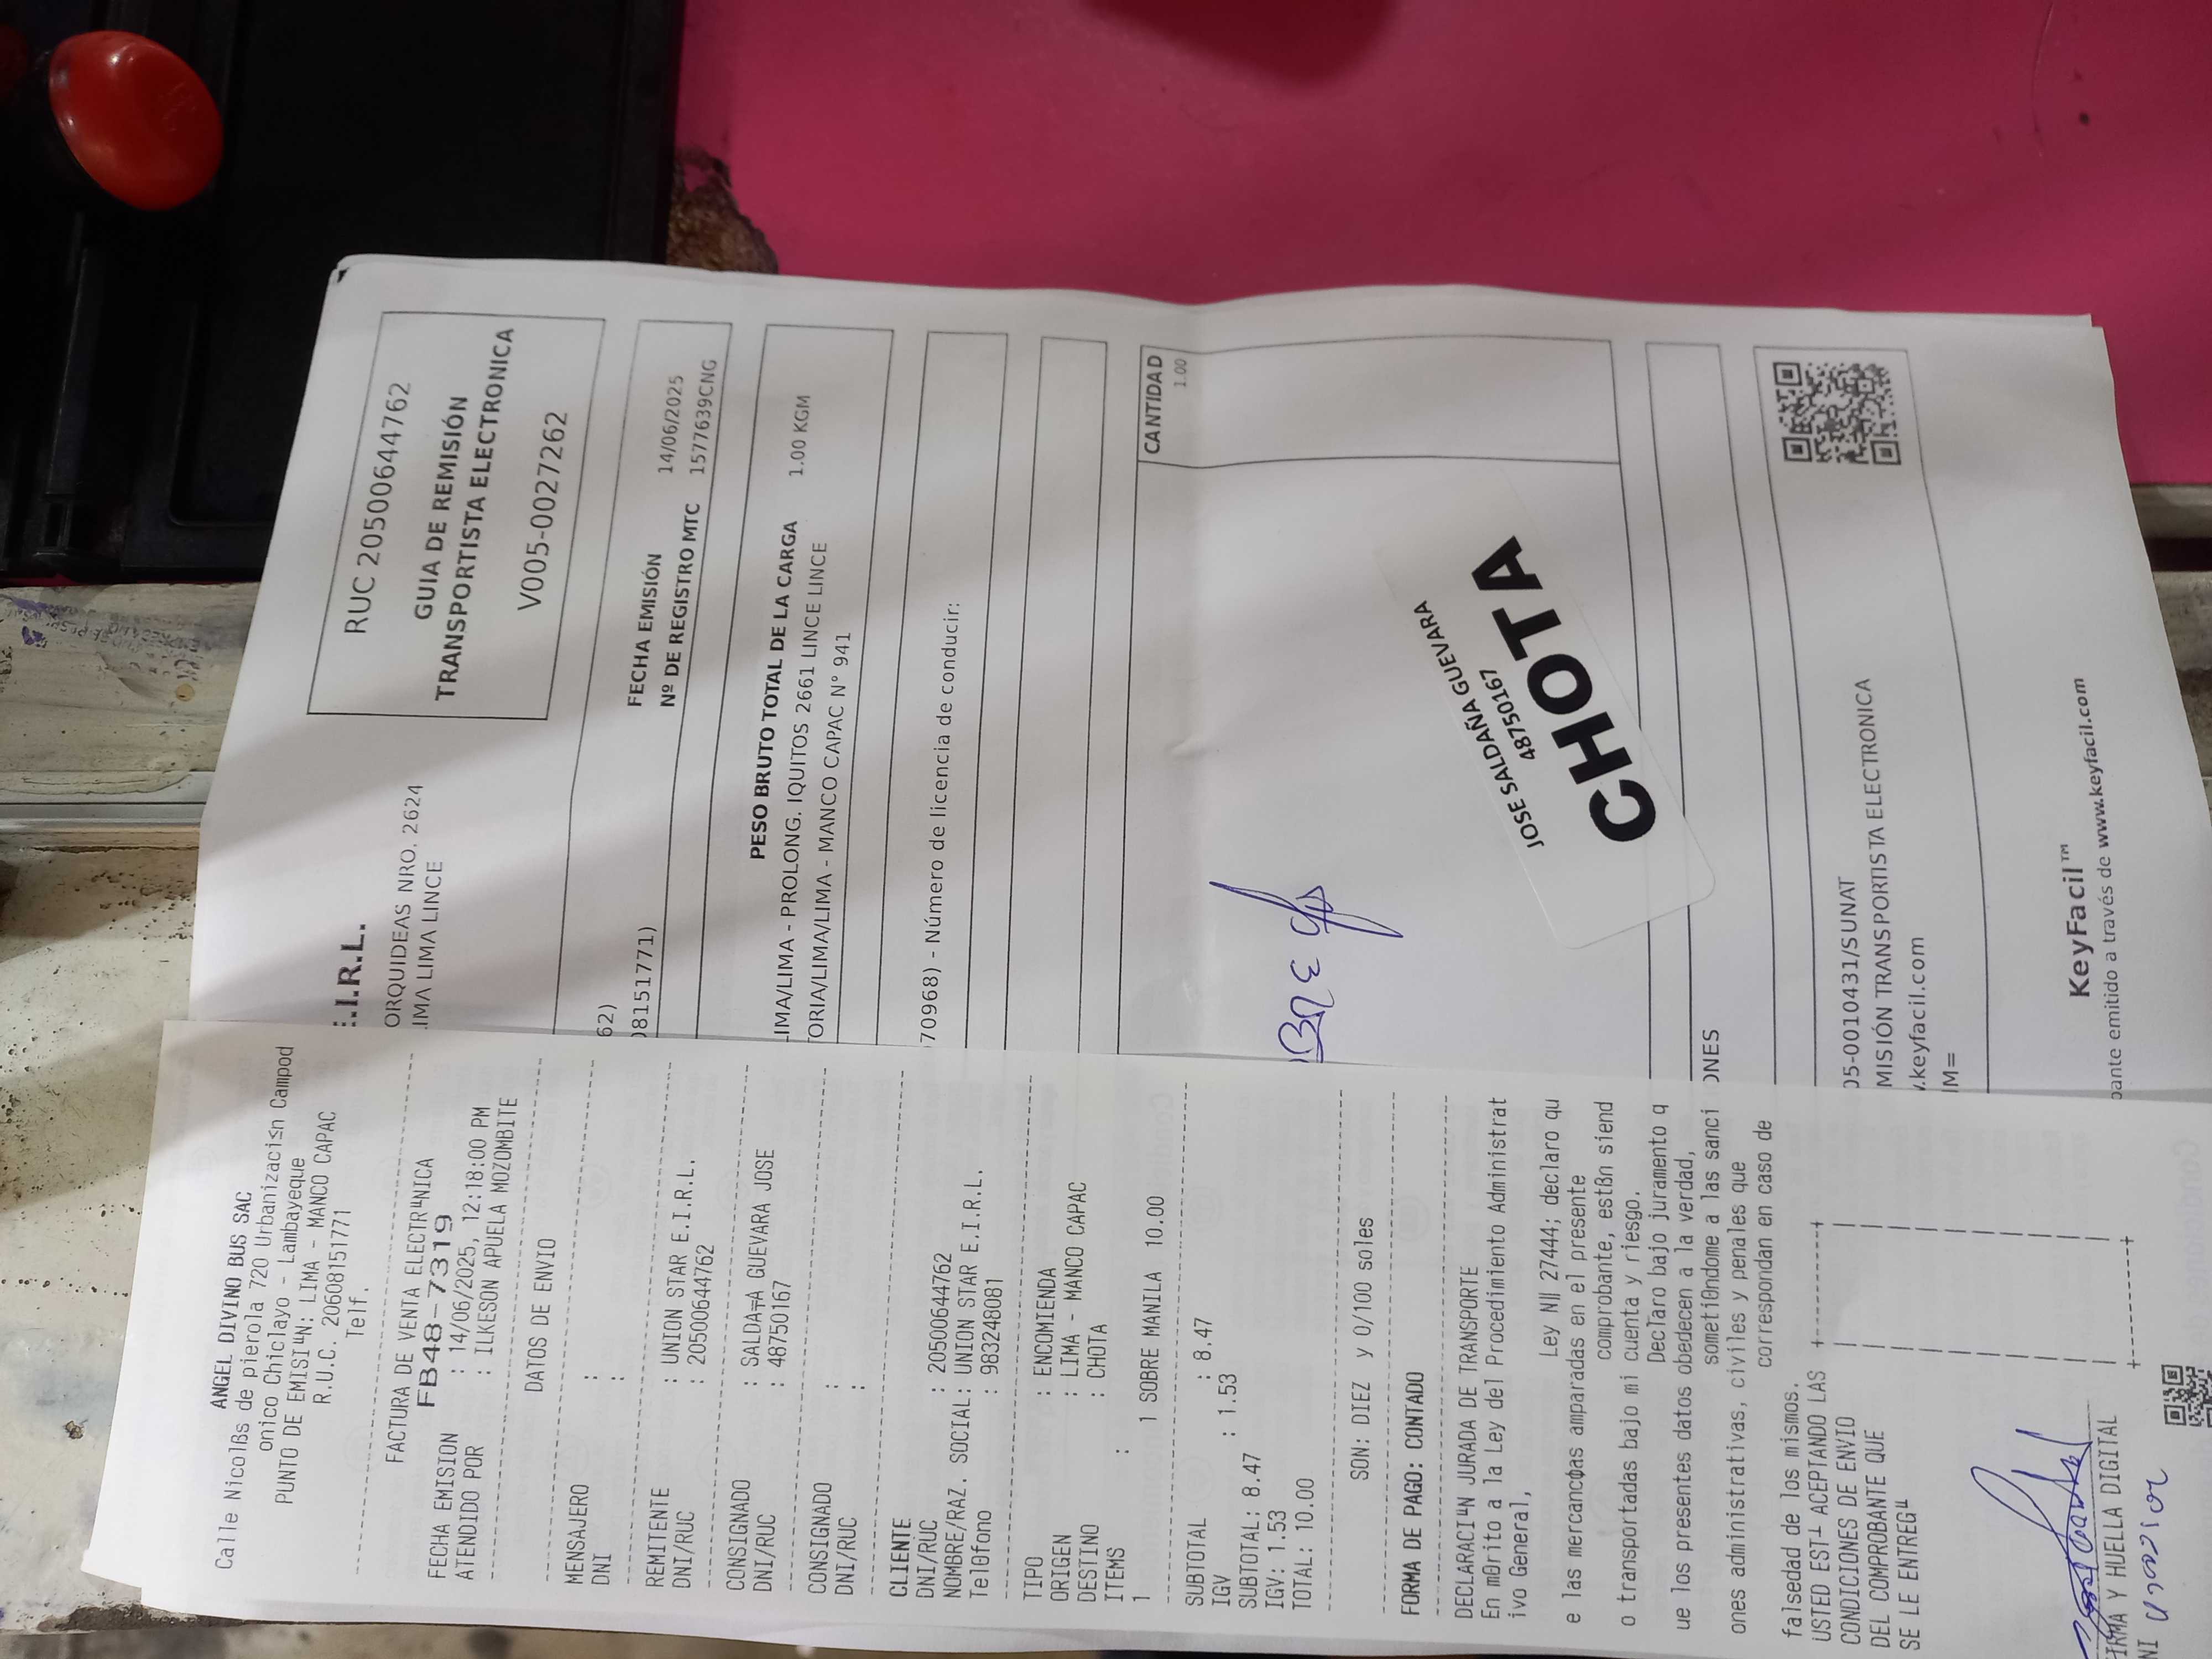 RUC 20500644762
GUIA DE REMISIÓN
TRANSPORTISTA ELECTRONICA
V005-0027262
E.I.R.L.
ORQUIDEAS NRO. 2624
LIMA LIMA LINCE
62)
08151771)
FECHA EMISIÓN 14/06/2025
Nº DE REGISTRO MTC 1577639CNG
PESO BRUTO TOTAL DE LA CARGA 1.00 KGM
LIMA/LIMA - PROLONG. IQUITOS 2661 LINCE LINCE
TORIA/LIMA/LIMA - MANCO CAPAC N° 941
70968) - Número de licencia de conducir:
CANTIDAD
1.00
JOSE SALDAÑA GUEVARA
48750167
CHOTA
ONES
05-0010431/SUNAT
MISIÓN TRANSPORTISTA ELECTRONICA
.keyfacil.com
M=
KeyFacil™
bante emitido a través de www.keyfacil.com
ANGEL DIVINO BUS SAC
Calle Nicolßs de pierola 720 Urbanizaci≤n Campod
onico Chiclayo - Lambayeque
PUNTO DE EMISI╚N: LIMA - MANCO CAPAC
R.U.C. 20608151771
Telf.
FACTURA DE VENTA ELECTR╚NICA
FB48-7319
FECHA EMISION : 14/06/2025, 12:18:00 PM
ATENDIDO POR : ILKESON APUELA MOZOMBITE
DATOS DE ENVIO
MENSAJERO :
DNI :
REMITENTE : UNION STAR E.I.R.L.
DNI/RUC : 20500644762
CONSIGNADO : SALDA╤A GUEVARA JOSE
DNI/RUC : 48750167
CONSIGNADO :
DNI/RUC :
CLIENTE
DNI/RUC : 20500644762
NOMBRE/RAZ. SOCIAL: UNION STAR E.I.R.L.
TelΘfono : 983248081
TIPO : ENCOMIENDA
ORIGEN : LIMA - MANCO CAPAC
DESTINO : CHOTA
ITEMS :
1 1 SOBRE MANILA 10.00
SUBTOTAL : 8.47
IGV : 1.53
SUBTOTAL: 8.47
IGV: 1.53
TOTAL: 10.00
SON: DIEZ y 0/100 soles
FORMA DE PAGO: CONTADO
DECLARACI╚N JURADA DE TRANSPORTE
En mΘrito a la Ley del Procedimiento Administrat
ivo General,
Ley N║ 27444; declaro qu
e las mercancφas amparadas en el presente
comprobante, estßn siend
o transportadas bajo mi cuenta y riesgo.
Declaro bajo juramento q
ue los presentes datos obedecen a la verdad,
sometiΘndome a las sanci
ones administrativas, civiles y penales que
correspondan en caso de
falsedad de los mismos.
USTED EST┴ ACEPTANDO LAS
CONDICIONES DE ENVIO
DEL COMPROBANTE QUE
SE LE ENTREG╚
FIRMA Y HUELLA DIGITAL
NI